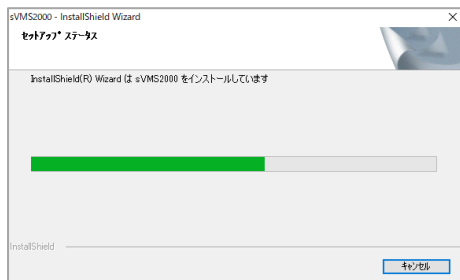 sVMS2000 - InstallShield Wizard
セットアップ ステータス
InstallShield(R) Wizard は sVMS2000 をインストールしています
InstallShield
キャンセル